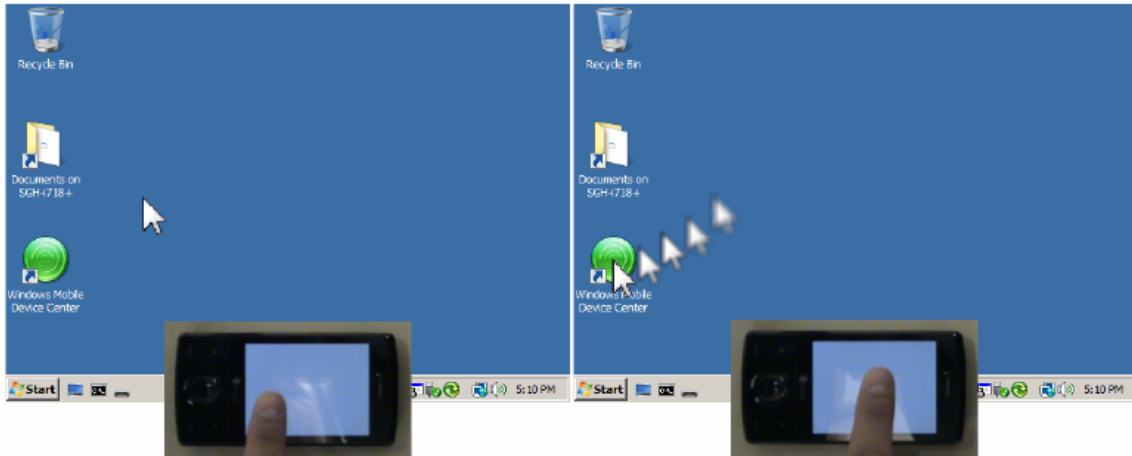 Recycle Bin
Documents on
SGH-i718+
Windows Mobile
Device Center
Start
5:10 PM
Recycle Bin
Documents on
SGH-i718+
Windows Mobile
Device Center
Start
5:10 PM